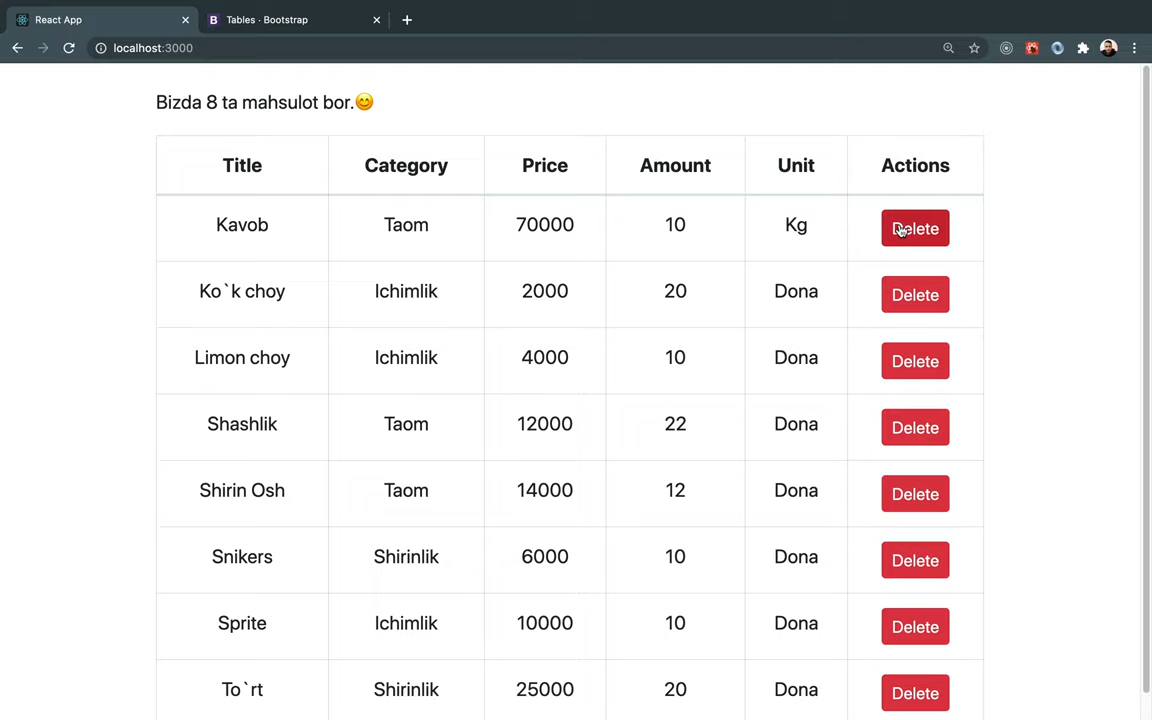 React App
Tables · Bootstrap
localhost:3000
Bizda 8 ta mahsulot bor.😊
Title Category Price Amount Unit Actions
Kavob Taom 70000 10 Kg Delete
Ko`k choy Ichimlik 2000 20 Dona Delete
Limon choy Ichimlik 4000 10 Dona Delete
Shashlik Taom 12000 22 Dona Delete
Shirin Osh Taom 14000 12 Dona Delete
Snikers Shirinlik 6000 10 Dona Delete
Sprite Ichimlik 10000 10 Dona Delete
To`rt Shirinlik 25000 20 Dona Delete